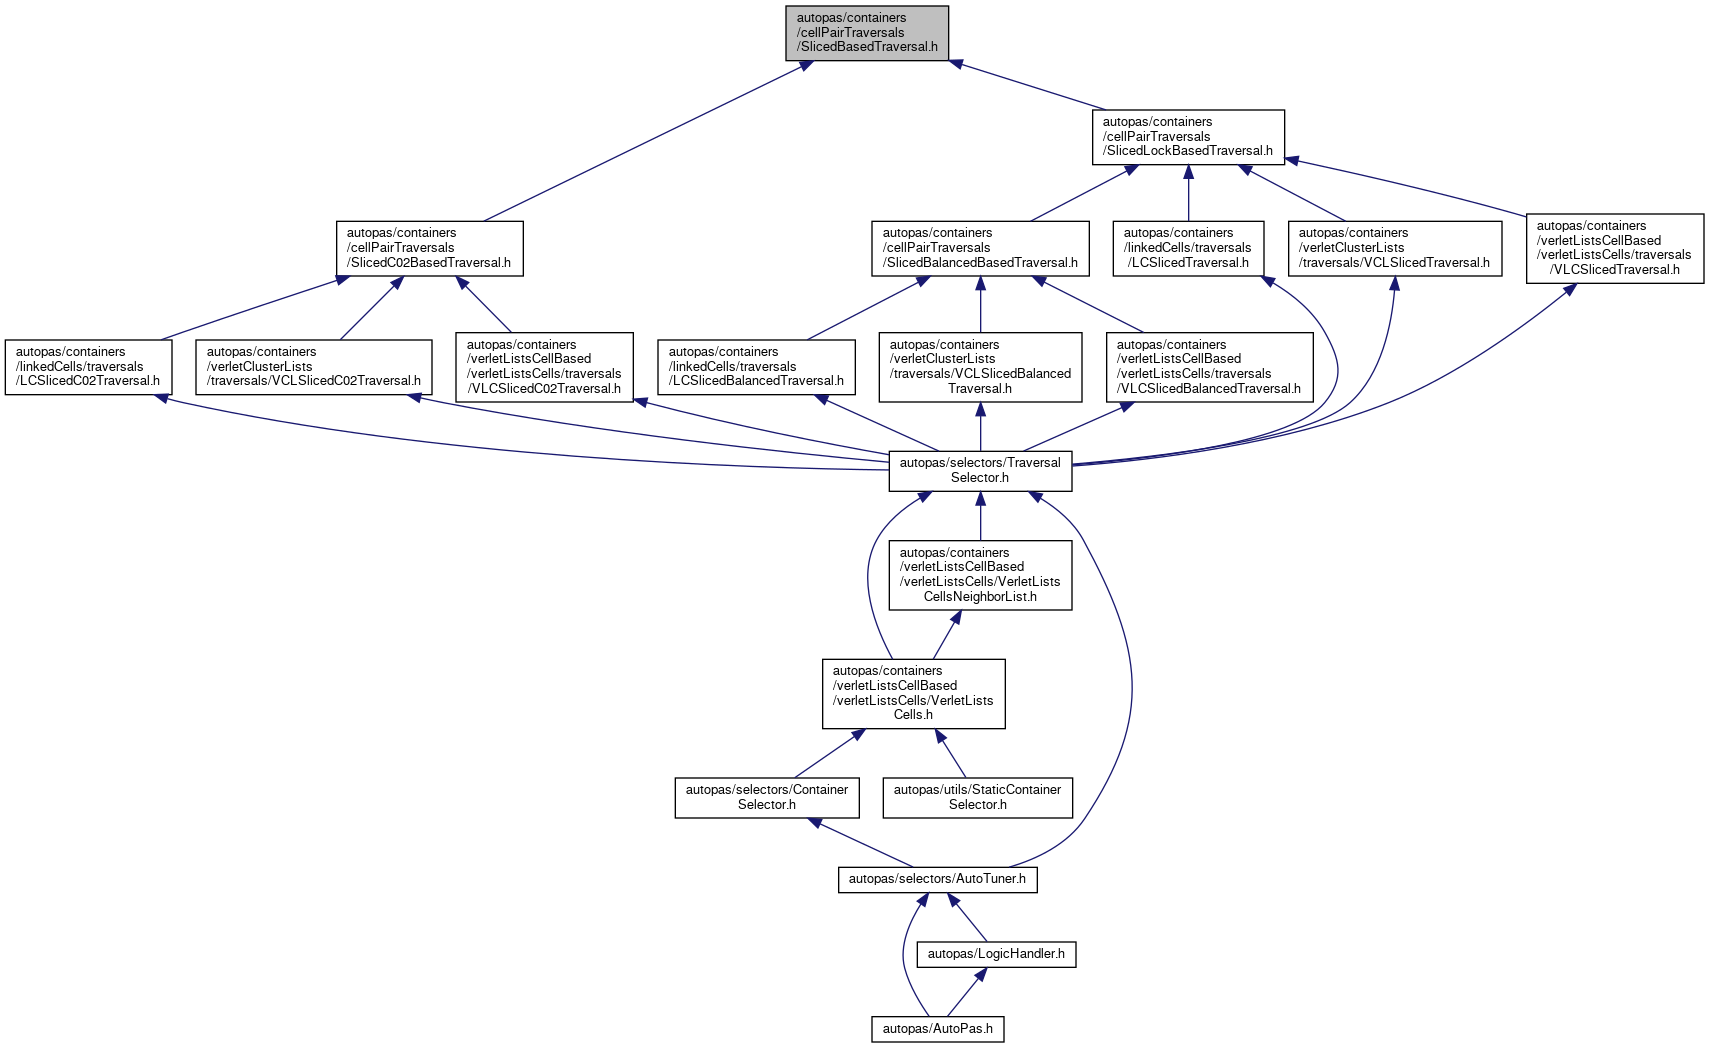 autopas/containers
/cellPairTraversals
/SlicedBasedTraversal.h
autopas/containers
/cellPairTraversals
/SlicedLockBasedTraversal.h
autopas/containers
/cellPairTraversals
/SlicedC02BasedTraversal.h
autopas/containers
/cellPairTraversals
/SlicedBalancedBasedTraversal.h
autopas/containers
/linkedCells/traversals
/LCSlicedTraversal.h
autopas/containers
/verletClusterLists
/traversals/VCLSlicedTraversal.h
autopas/containers
/verletListsCellBased
/verletListsCells/traversals
/VLCSlicedTraversal.h
autopas/containers
/linkedCells/traversals
/LCSlicedC02Traversal.h
autopas/containers
/verletClusterLists
/traversals/VCLSlicedC02Traversal.h
autopas/containers
/verletListsCellBased
/verletListsCells/traversals
/VLCSlicedC02Traversal.h
autopas/containers
/linkedCells/traversals
/LCSlicedBalancedTraversal.h
autopas/containers
/verletClusterLists
/traversals/VCLSlicedBalanced
Traversal.h
autopas/containers
/verletListsCellBased
/verletListsCells/traversals
/VLCSlicedBalancedTraversal.h
autopas/selectors/Traversal
Selector.h
autopas/containers
/verletListsCellBased
/verletListsCells/VerletLists
CellsNeighborList.h
autopas/containers
/verletListsCellBased
/verletListsCells/VerletLists
Cells.h
autopas/selectors/Container
Selector.h
autopas/utils/StaticContainer
Selector.h
autopas/selectors/AutoTuner.h
autopas/LogicHandler.h
autopas/AutoPas.h